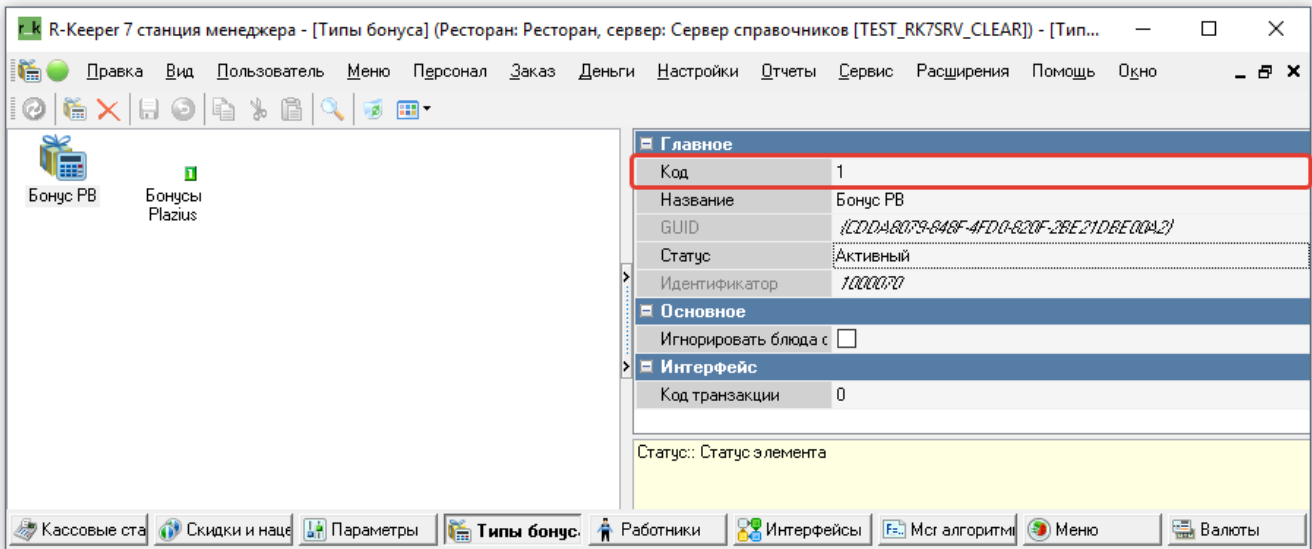 r_k R-Keeper 7 станция менеджера - [Типы бонуса] (Ресторан: Ресторан, сервер: Сервер справочников [TEST_RK7SRV_CLEAR]) - [Тип...
Правка Вид Пользователь Меню Персонал Заказ Деньги Настройки Отчеты Сервис Расширения Помощь Окно
Бонус РВ
1
Бонусы
Plazius
Главное
Код 1
Название Бонус РВ
GUID {CDDA8079-848F-4FD0-820F-2BE21DBE00A2}
Статус Активный
Идентификатор 1000070
Основное
Игнорировать блюда с
Интерфейс
Код транзакции 0
Статус:: Статус элемента
Кассовые ста Скидки и наце Параметры Типы бонус. Работники Интерфейсы Мсr алгоритмы Меню Валюты